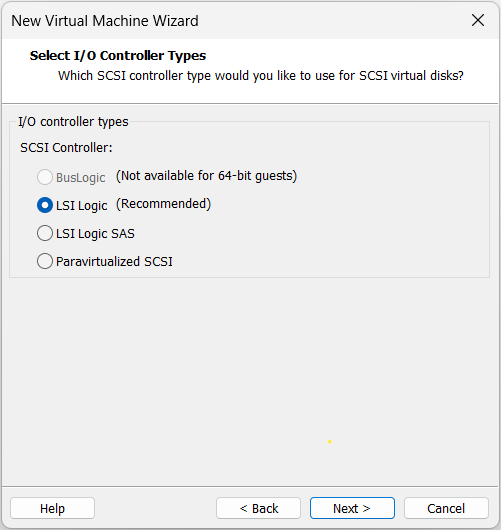 New Virtual Machine Wizard
Select I/O Controller Types
Which SCSI controller type would you like to use for SCSI virtual disks?
I/O controller types
SCSI Controller:
BusLogic (Not available for 64-bit guests)
LSI Logic (Recommended)
LSI Logic SAS
Paravirtualized SCSI
Help < Back Next > Cancel